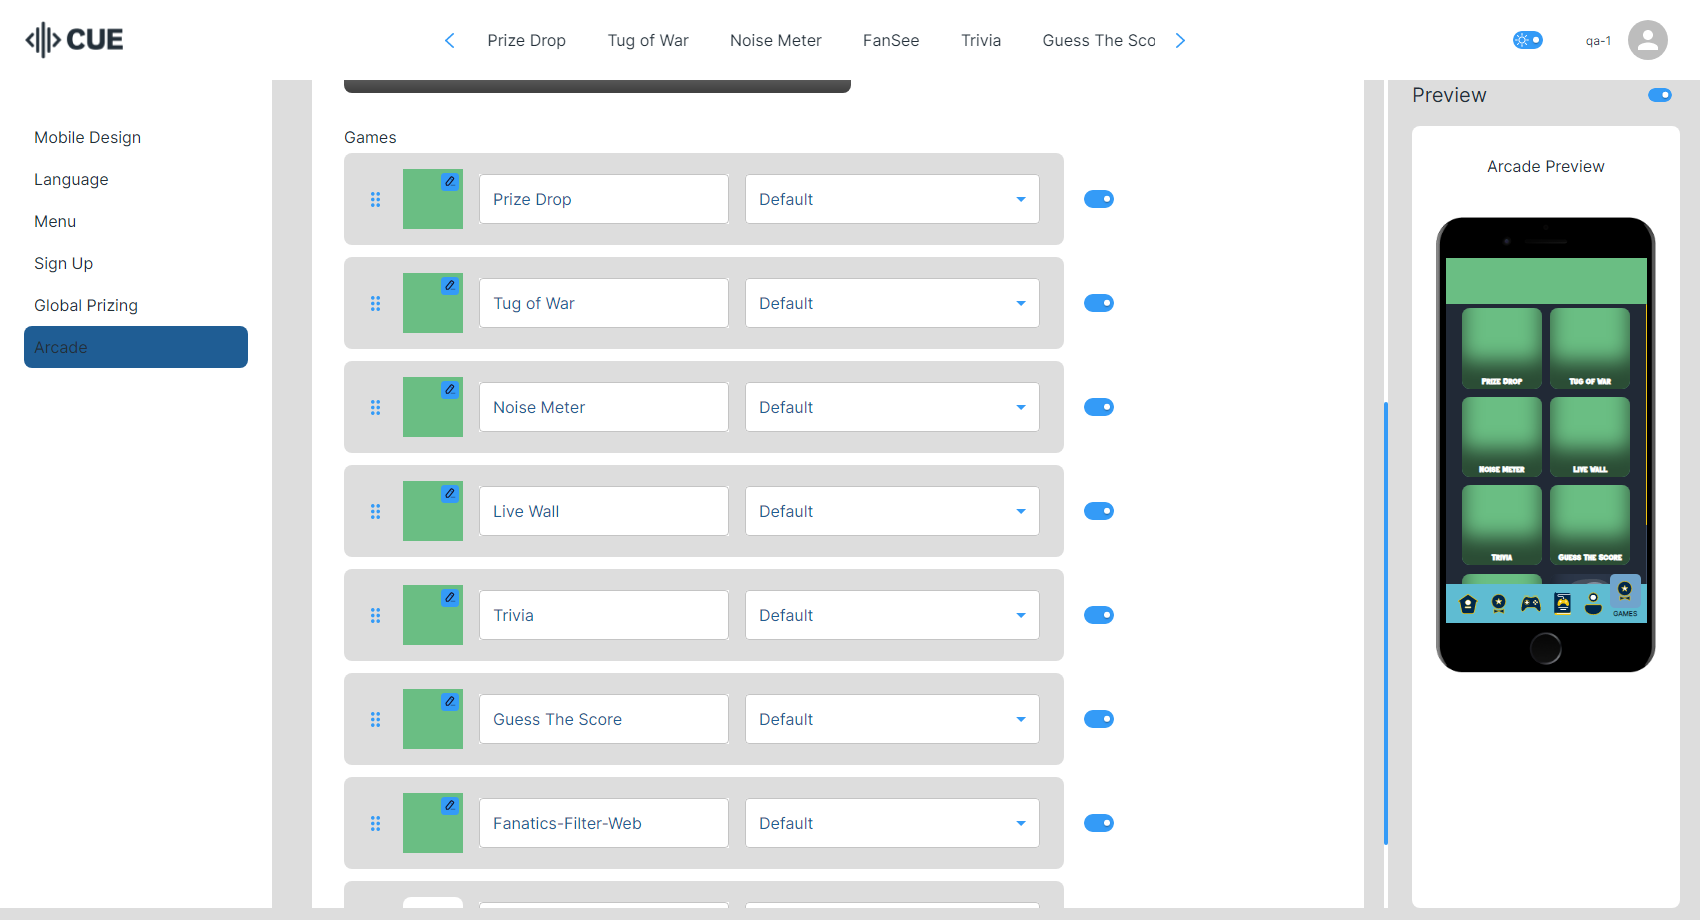 CUE
Prize Drop Tug of War Noise Meter FanSee Trivia Guess The Sco
qa-1
Mobile Design
Language
Menu
Sign Up
Global Prizing
Arcade
Games
Prize Drop Default
Tug of War Default
Noise Meter Default
Live Wall Default
Trivia Default
Guess The Score Default
Fanatics-Filter-Web Default
Preview
Arcade Preview
Prize Drop Tug of War
Noise Meter Live Wall
Trivia Guess The Score
GAMES